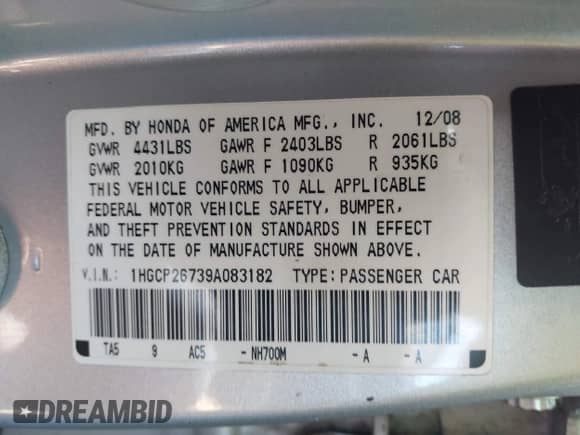 MFD. BY HONDA OF AMERICA MFG., INC. 12/08
GVWR 4431LBS GAWR F 2403LBS R 2061LBS
GVWR 2010KG GAWR F 1090KG R 935KG
THIS VEHICLE CONFORMS TO ALL APPLICABLE
FEDERAL MOTOR VEHICLE SAFETY, BUMPER,
AND THEFT PREVENTION STANDARDS IN EFFECT
ON THE DATE OF MANUFACTURE SHOWN ABOVE.
V.I.N.: 1HGCP26739A083182 TYPE: PASSENGER CAR
TA5 9 AC5 - NH700M - A - A
DREAMBID